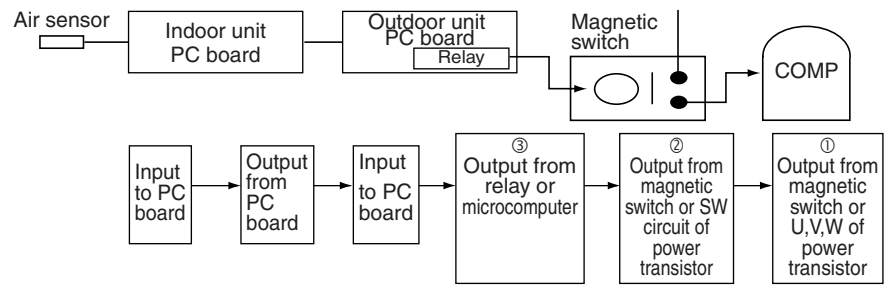 Air sensor
Indoor unit
PC board
Outdoor unit
PC board
Relay
Magnetic
switch
COMP
Input
to PC
board
Output
from
PC
board
Input
to PC
board
③
Output from
relay or
microcomputer
②
Output from
magnetic
switch or SW
circuit of
power
transistor
①
Output from
magnetic
switch or
U,V,W of
power
transistor